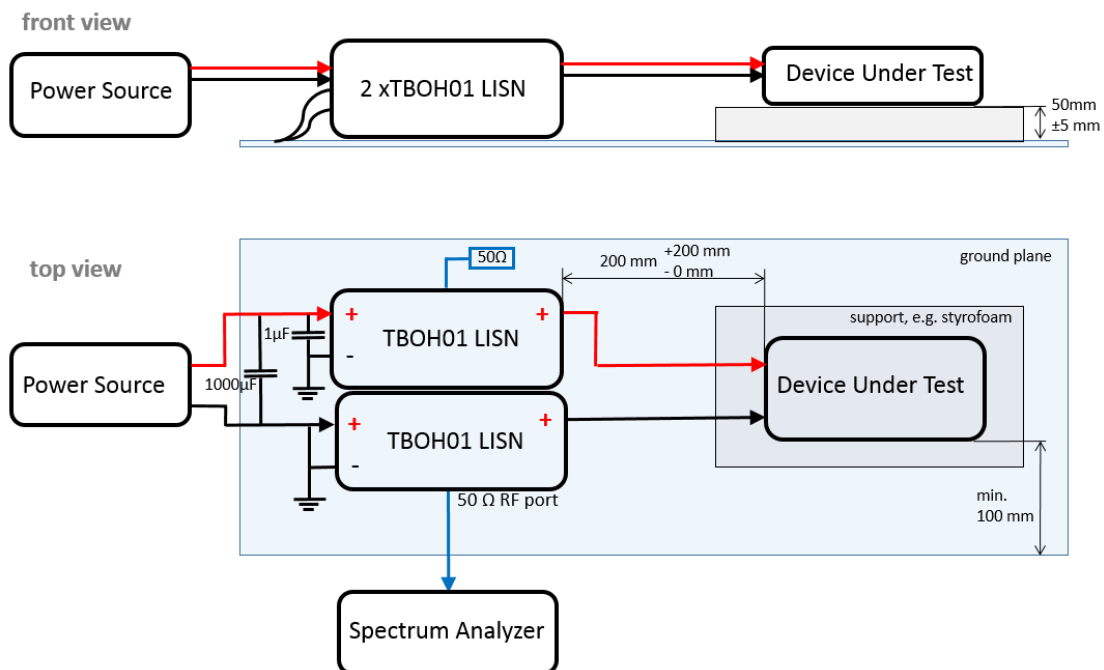 front view
Power Source
2 xTBOH01 LISN
Device Under Test
50mm
±5 mm
top view
50Ω
200 mm +200 mm
- 0 mm
ground plane
+
+
1µF
TBOH01 LISN
-
support, e.g. styrofoam
Power Source
1000µF
Device Under Test
+
+
TBOH01 LISN
-
50 Ω RF port
min.
100 mm
Spectrum Analyzer